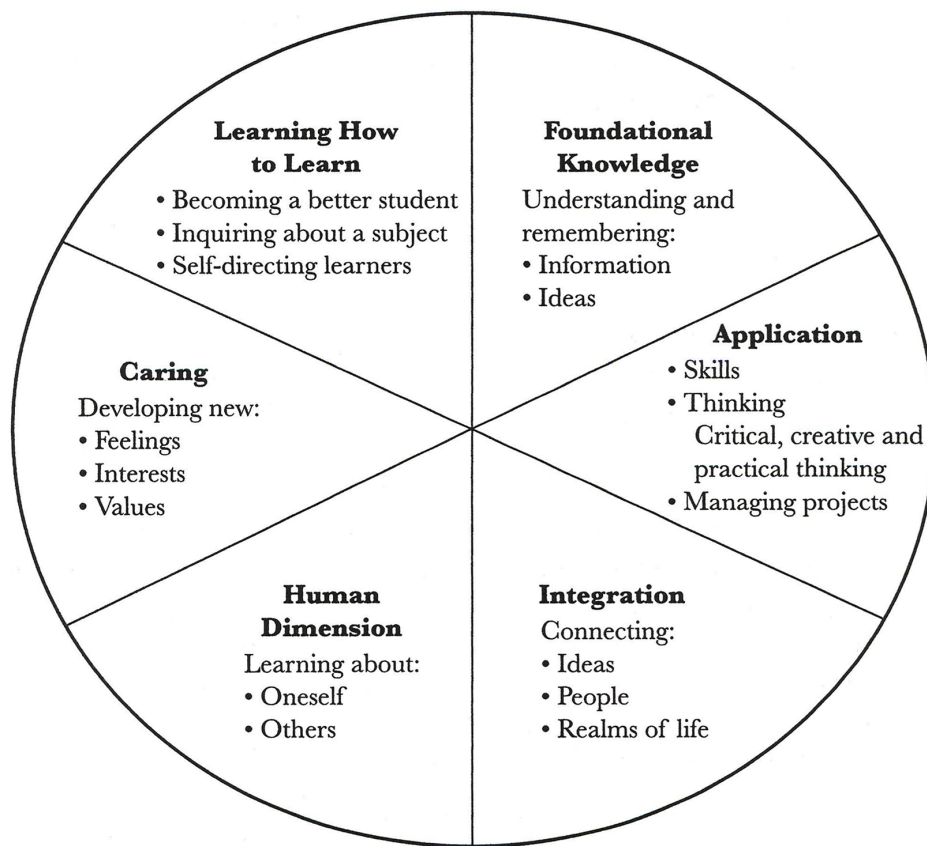 Learning How
to Learn
• Becoming a better student
• Inquiring about a subject
• Self-directing learners
Foundational
Knowledge
Understanding and
remembering:
• Information
• Ideas
Application
• Skills
• Thinking
Critical, creative and
practical thinking
• Managing projects
Integration
Connecting:
• Ideas
• People
• Realms of life
Human
Dimension
Learning about:
• Oneself
• Others
Caring
Developing new:
• Feelings
• Interests
• Values